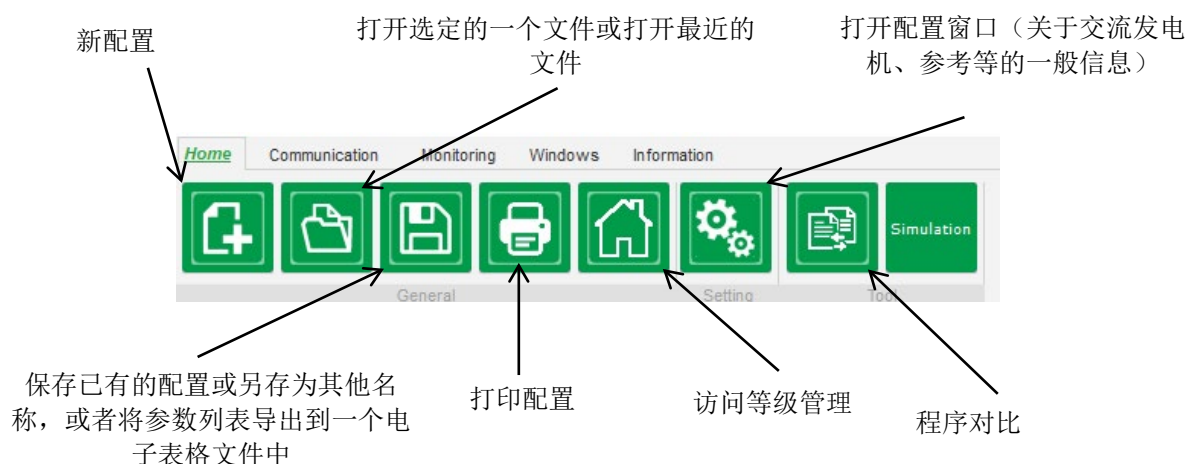 新配置
打开选定的一个文件或打开最近的
文件
打开配置窗口（关于交流发电
机、参考等的一般信息）
Home Communication Monitoring Windows Information
Simulation
General Setting Tool
保存已有的配置或另存为其他名
称，或者将参数列表导出到一个电
子表格文件中
打印配置
访问等级管理
程序对比